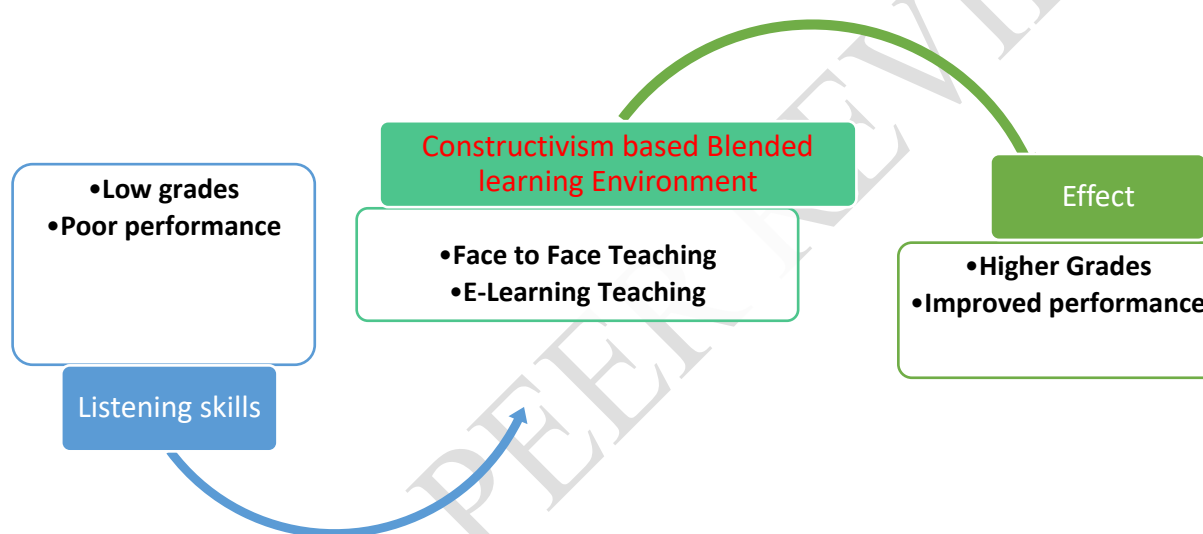 •Low grades
•Poor performance
Listening skills
Constructivism based Blended
learning Environment
•Face to Face Teaching
•E-Learning Teaching
Effect
•Higher Grades
•Improved performance
PEER REVI